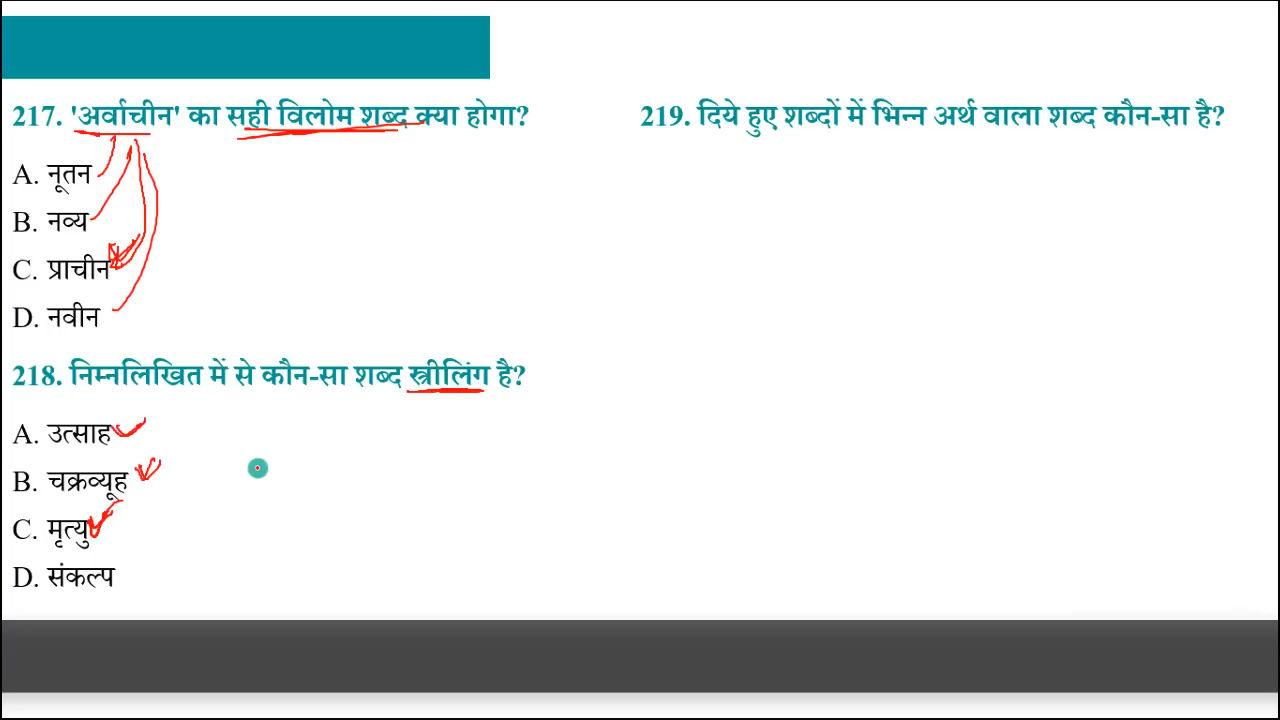 217. 'अर्वाचीन' का सही विलोम शब्द क्या होगा?
A. नूतन
B. नव्य
C. प्राचीन
D. नवीन
218. निम्नलिखित में से कौन-सा शब्द स्त्रीलिंग है?
A. उत्साह
B. चक्रव्यूह
C. मृत्यु
D. संकल्प
219. दिये हुए शब्दों में भिन्न अर्थ वाला शब्द कौन-सा है?